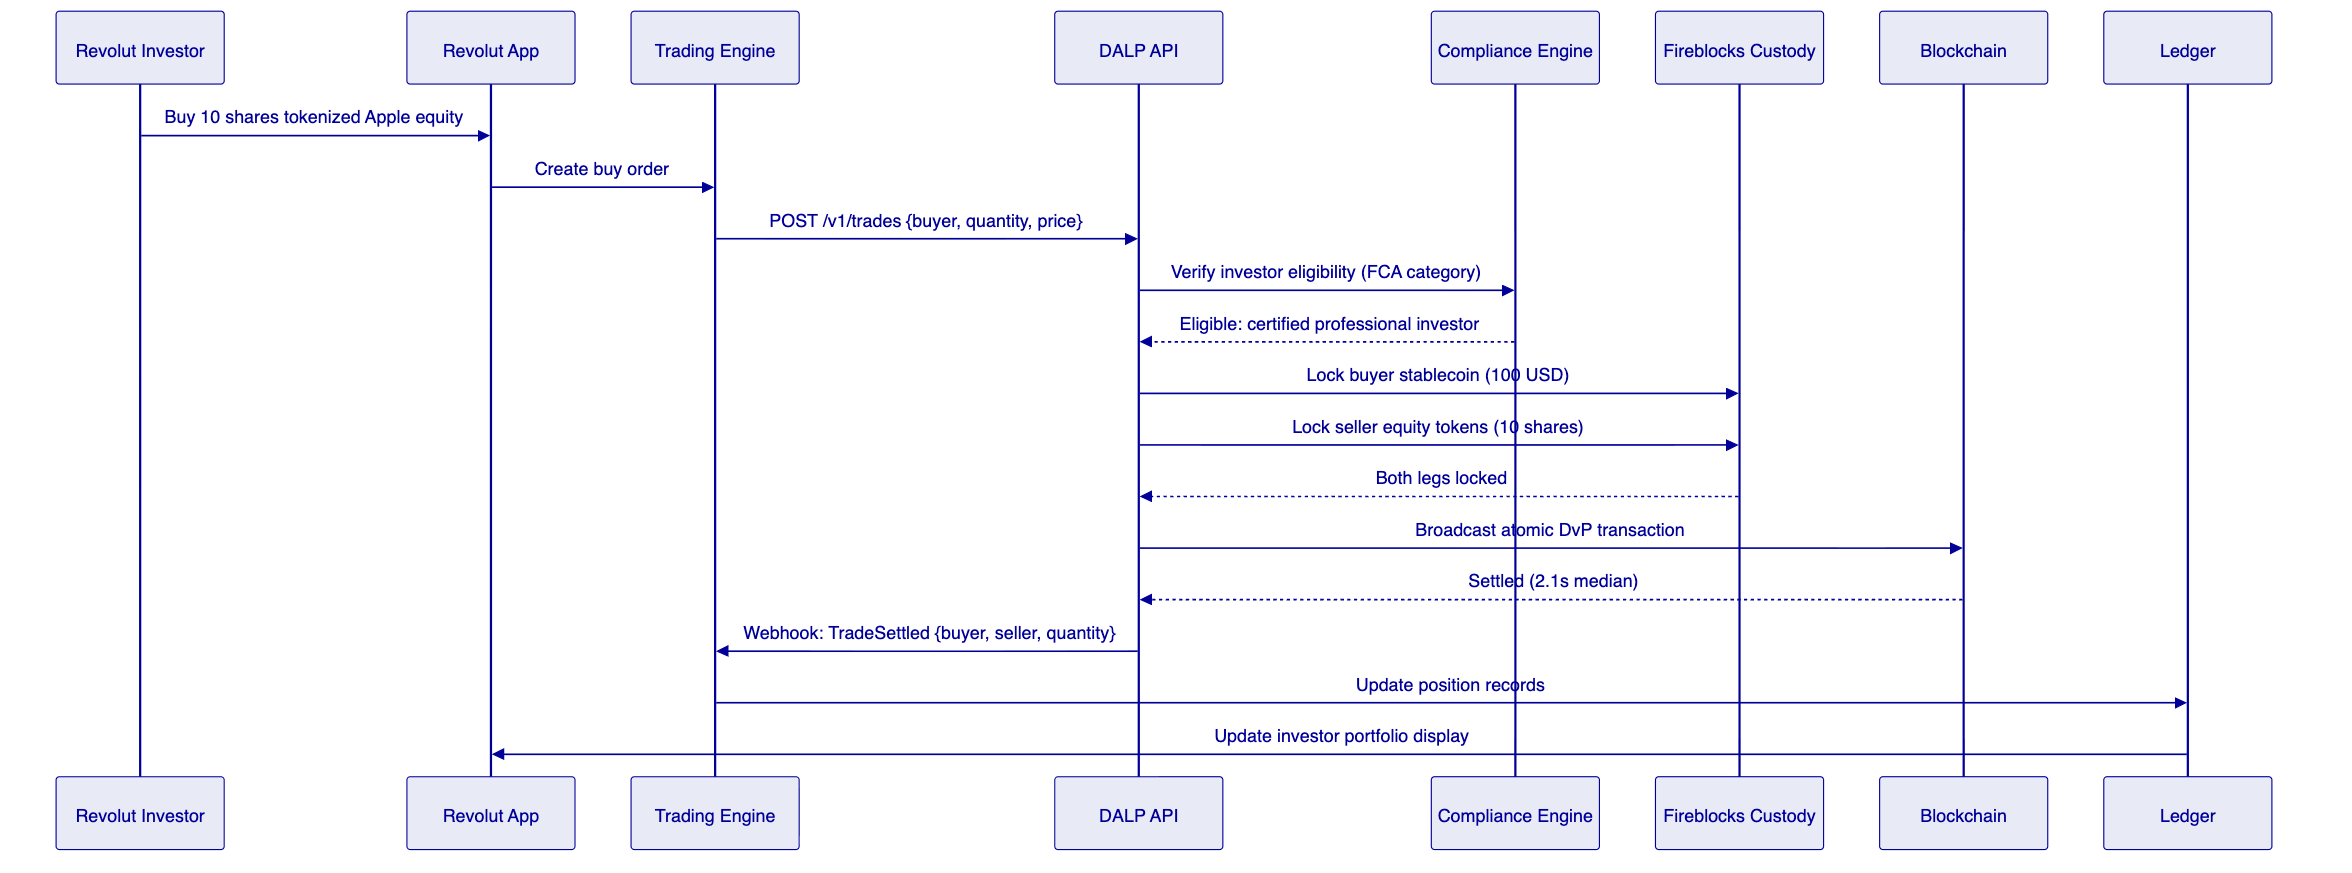 Revolut Investor
Revolut App
Trading Engine
DALP API
Compliance Engine
Fireblocks Custody
Blockchain
Ledger
Buy 10 shares tokenized Apple equity
Create buy order
POST /v1/trades {buyer, quantity, price}
Verify investor eligibility (FCA category)
Eligible: certified professional investor
Lock buyer stablecoin (100 USD)
Lock seller equity tokens (10 shares)
Both legs locked
Broadcast atomic DvP transaction
Settled (2.1s median)
Webhook: TradeSettled {buyer, seller, quantity}
Update position records
Update investor portfolio display
Revolut Investor
Revolut App
Trading Engine
DALP API
Compliance Engine
Fireblocks Custody
Blockchain
Ledger